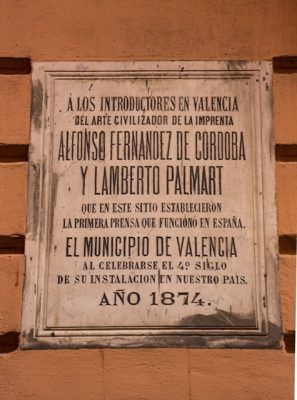 Á LOS INTRODUCTORES EN VALENCIA
DEL ARTE CIVILIZADOR DE LA IMPRENTA
ALFONSO FERNANDEZ DE CORDOBA
Y LAMBERTO PALMART
QUE EN ESTE SITIO ESTABLECIERON
LA PRIMERA PRENSA QUE FUNCIONÓ EN ESPAÑA.
EL MUNICIPIO DE VALENCIA
AL CELEBRARSE EL 4º SIGLO
DE SU INSTALACION EN NUESTRO PAIS.
AÑO 1874.